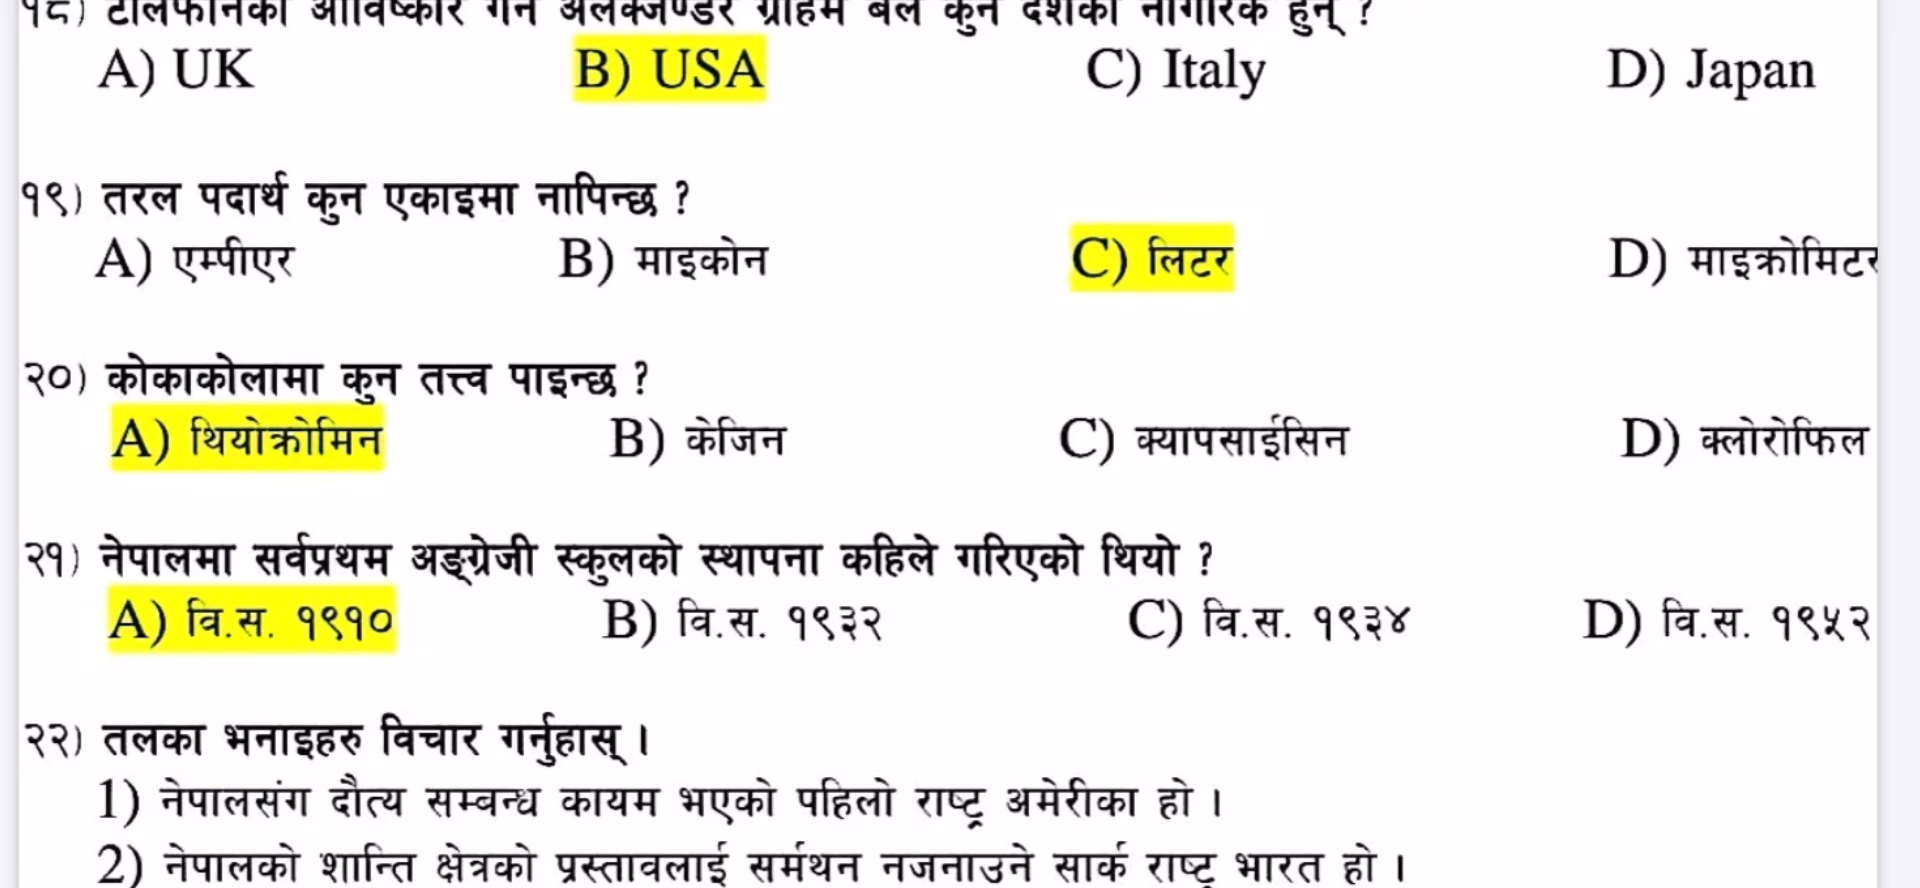 १८) टेलिफोनको आविष्कार गर्ने अलेक्जेण्डर ग्राहम बेल कुन देशका नागरिक हुन् ?
A) UK B) USA C) Italy D) Japan
१९) तरल पदार्थ कुन एकाइमा नापिन्छ ?
A) एम्पीएर B) माइकोन C) लिटर D) माइक्रोमिटर
२०) कोकाकोलामा कुन तत्त्व पाइन्छ ?
A) थियोक्रोमिन B) केजिन C) क्यापसाईसिन D) क्लोरोफिल
२१) नेपालमा सर्वप्रथम अङ्ग्रेजी स्कुलको स्थापना कहिले गरिएको थियो ?
A) वि.स. १९१० B) वि.स. १९३२ C) वि.स. १९३४ D) वि.स. १९५२
२२) तलका भनाइहरु विचार गर्नुहास् ।
1) नेपालसंग दौत्य सम्बन्ध कायम भएको पहिलो राष्ट्र अमेरीका हो ।
2) नेपालको शान्ति क्षेत्रको प्रस्तावलाई सर्मथन नजनाउने सार्क राष्ट्र भारत हो ।